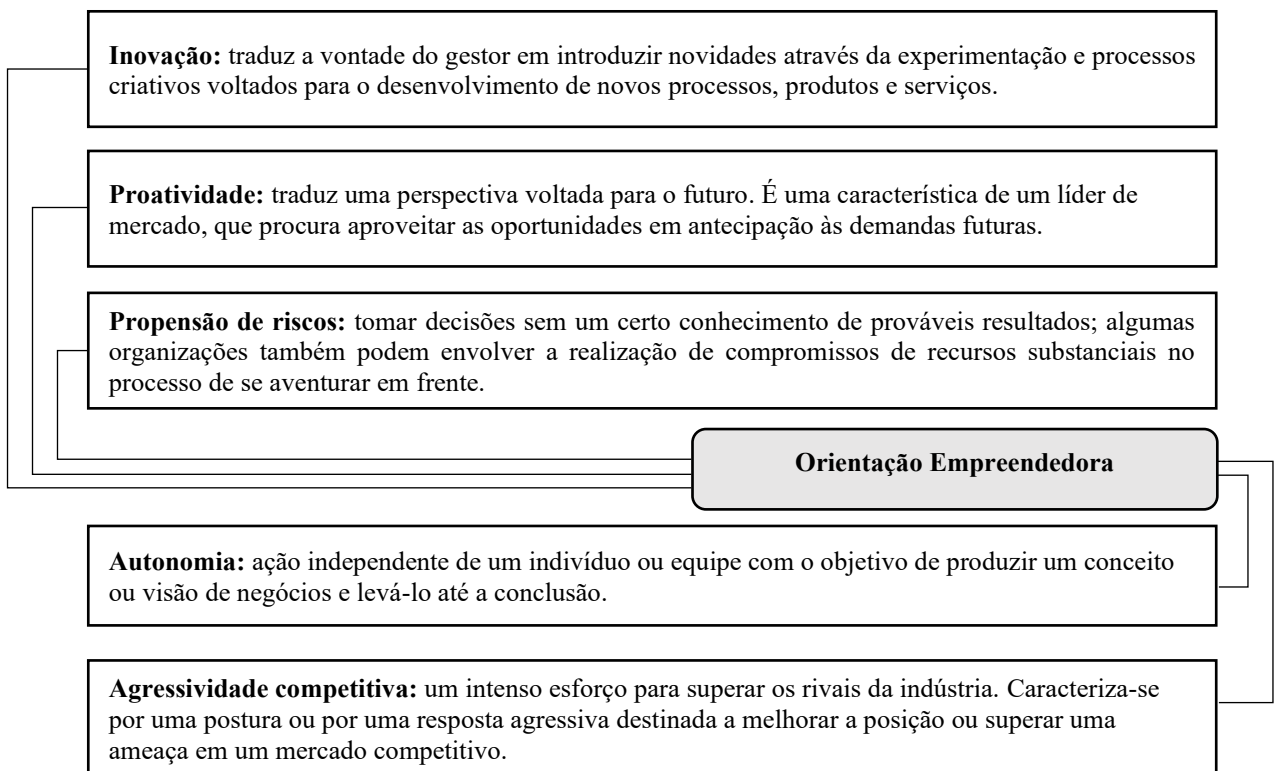 Inovação: traduz a vontade do gestor em introduzir novidades através da experimentação e processos
criativos voltados para o desenvolvimento de novos processos, produtos e serviços.
Proatividade: traduz uma perspectiva voltada para o futuro. É uma característica de um líder de
mercado, que procura aproveitar as oportunidades em antecipação às demandas futuras.
Propensão de riscos: tomar decisões sem um certo conhecimento de prováveis resultados; algumas
organizações também podem envolver a realização de compromissos de recursos substanciais no
processo de se aventurar em frente.
Orientação Empreendedora
Autonomia: ação independente de um indivíduo ou equipe com o objetivo de produzir um conceito
ou visão de negócios e levá-lo até a conclusão.
Agressividade competitiva: um intenso esforço para superar os rivais da indústria. Caracteriza-se
por uma postura ou por uma resposta agressiva destinada a melhorar a posição ou superar uma
ameaça em um mercado competitivo.